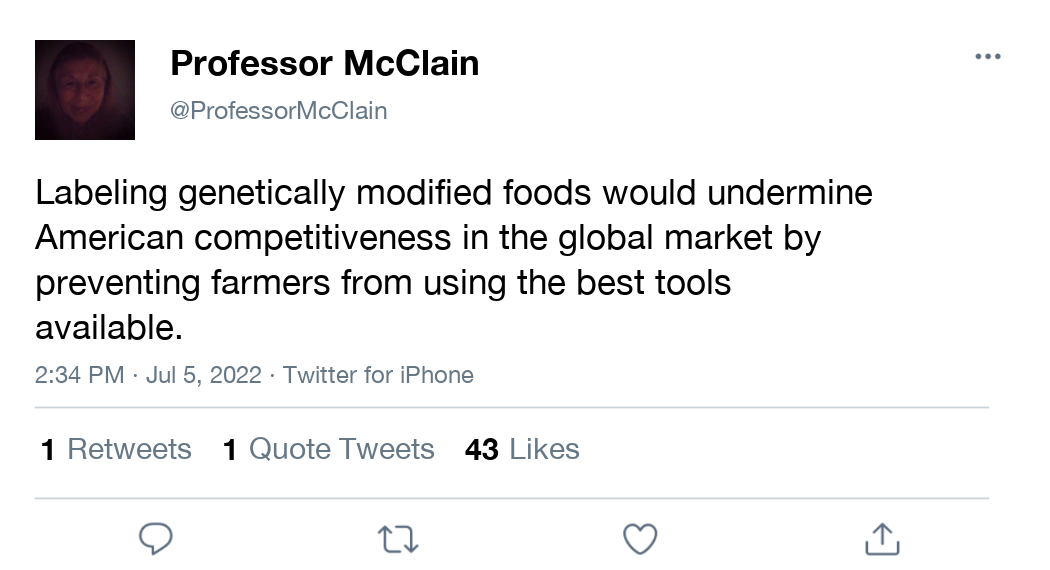 Professor McClain
@ProfessorMcClain
Labeling genetically modified foods would undermine
American competitiveness in the global market by
preventing farmers from using the best tools
available.
2:34 PM · Jul 5, 2022 · Twitter for iPhone
1 Retweets 1 Quote Tweets 43 Likes